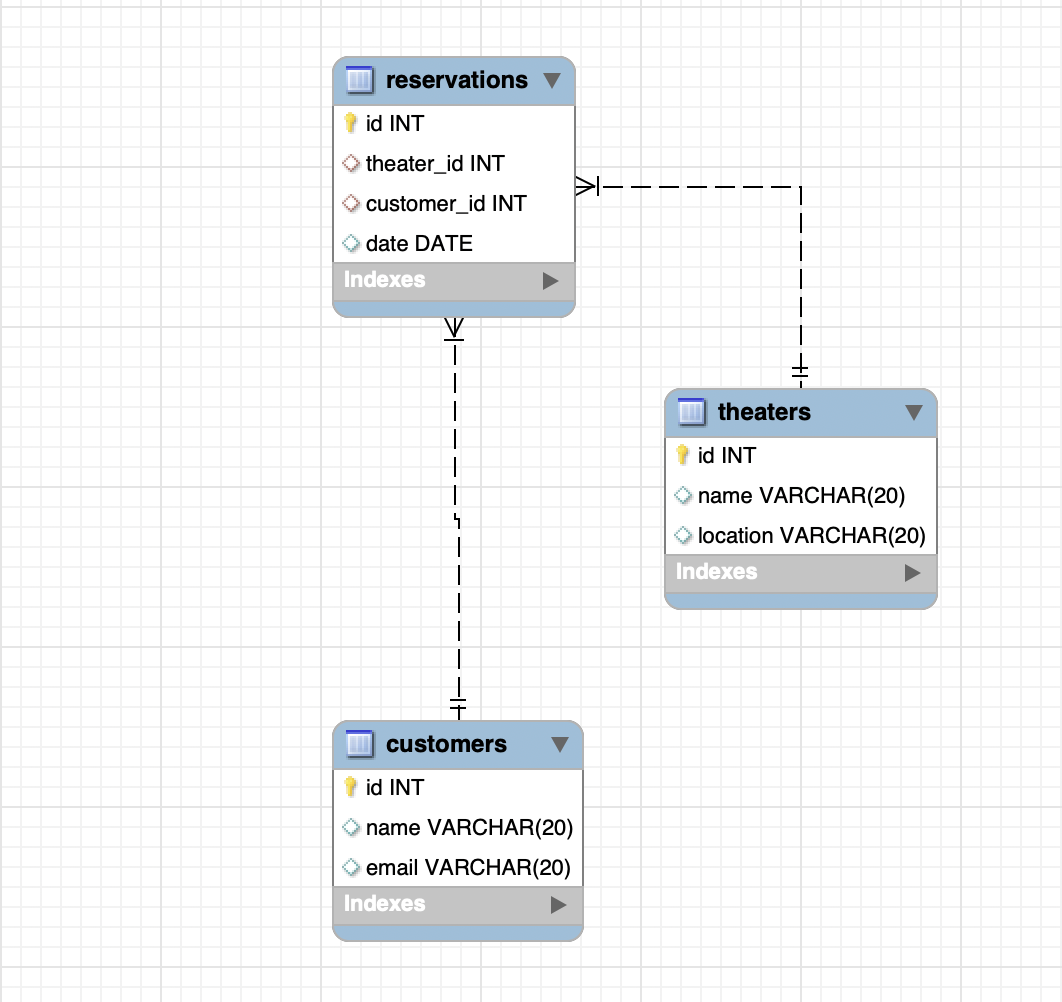 reservations
id INT
theater_id INT
customer_id INT
date DATE
Indexes
theaters
id INT
name VARCHAR(20)
location VARCHAR(20)
Indexes
customers
id INT
name VARCHAR(20)
email VARCHAR(20)
Indexes